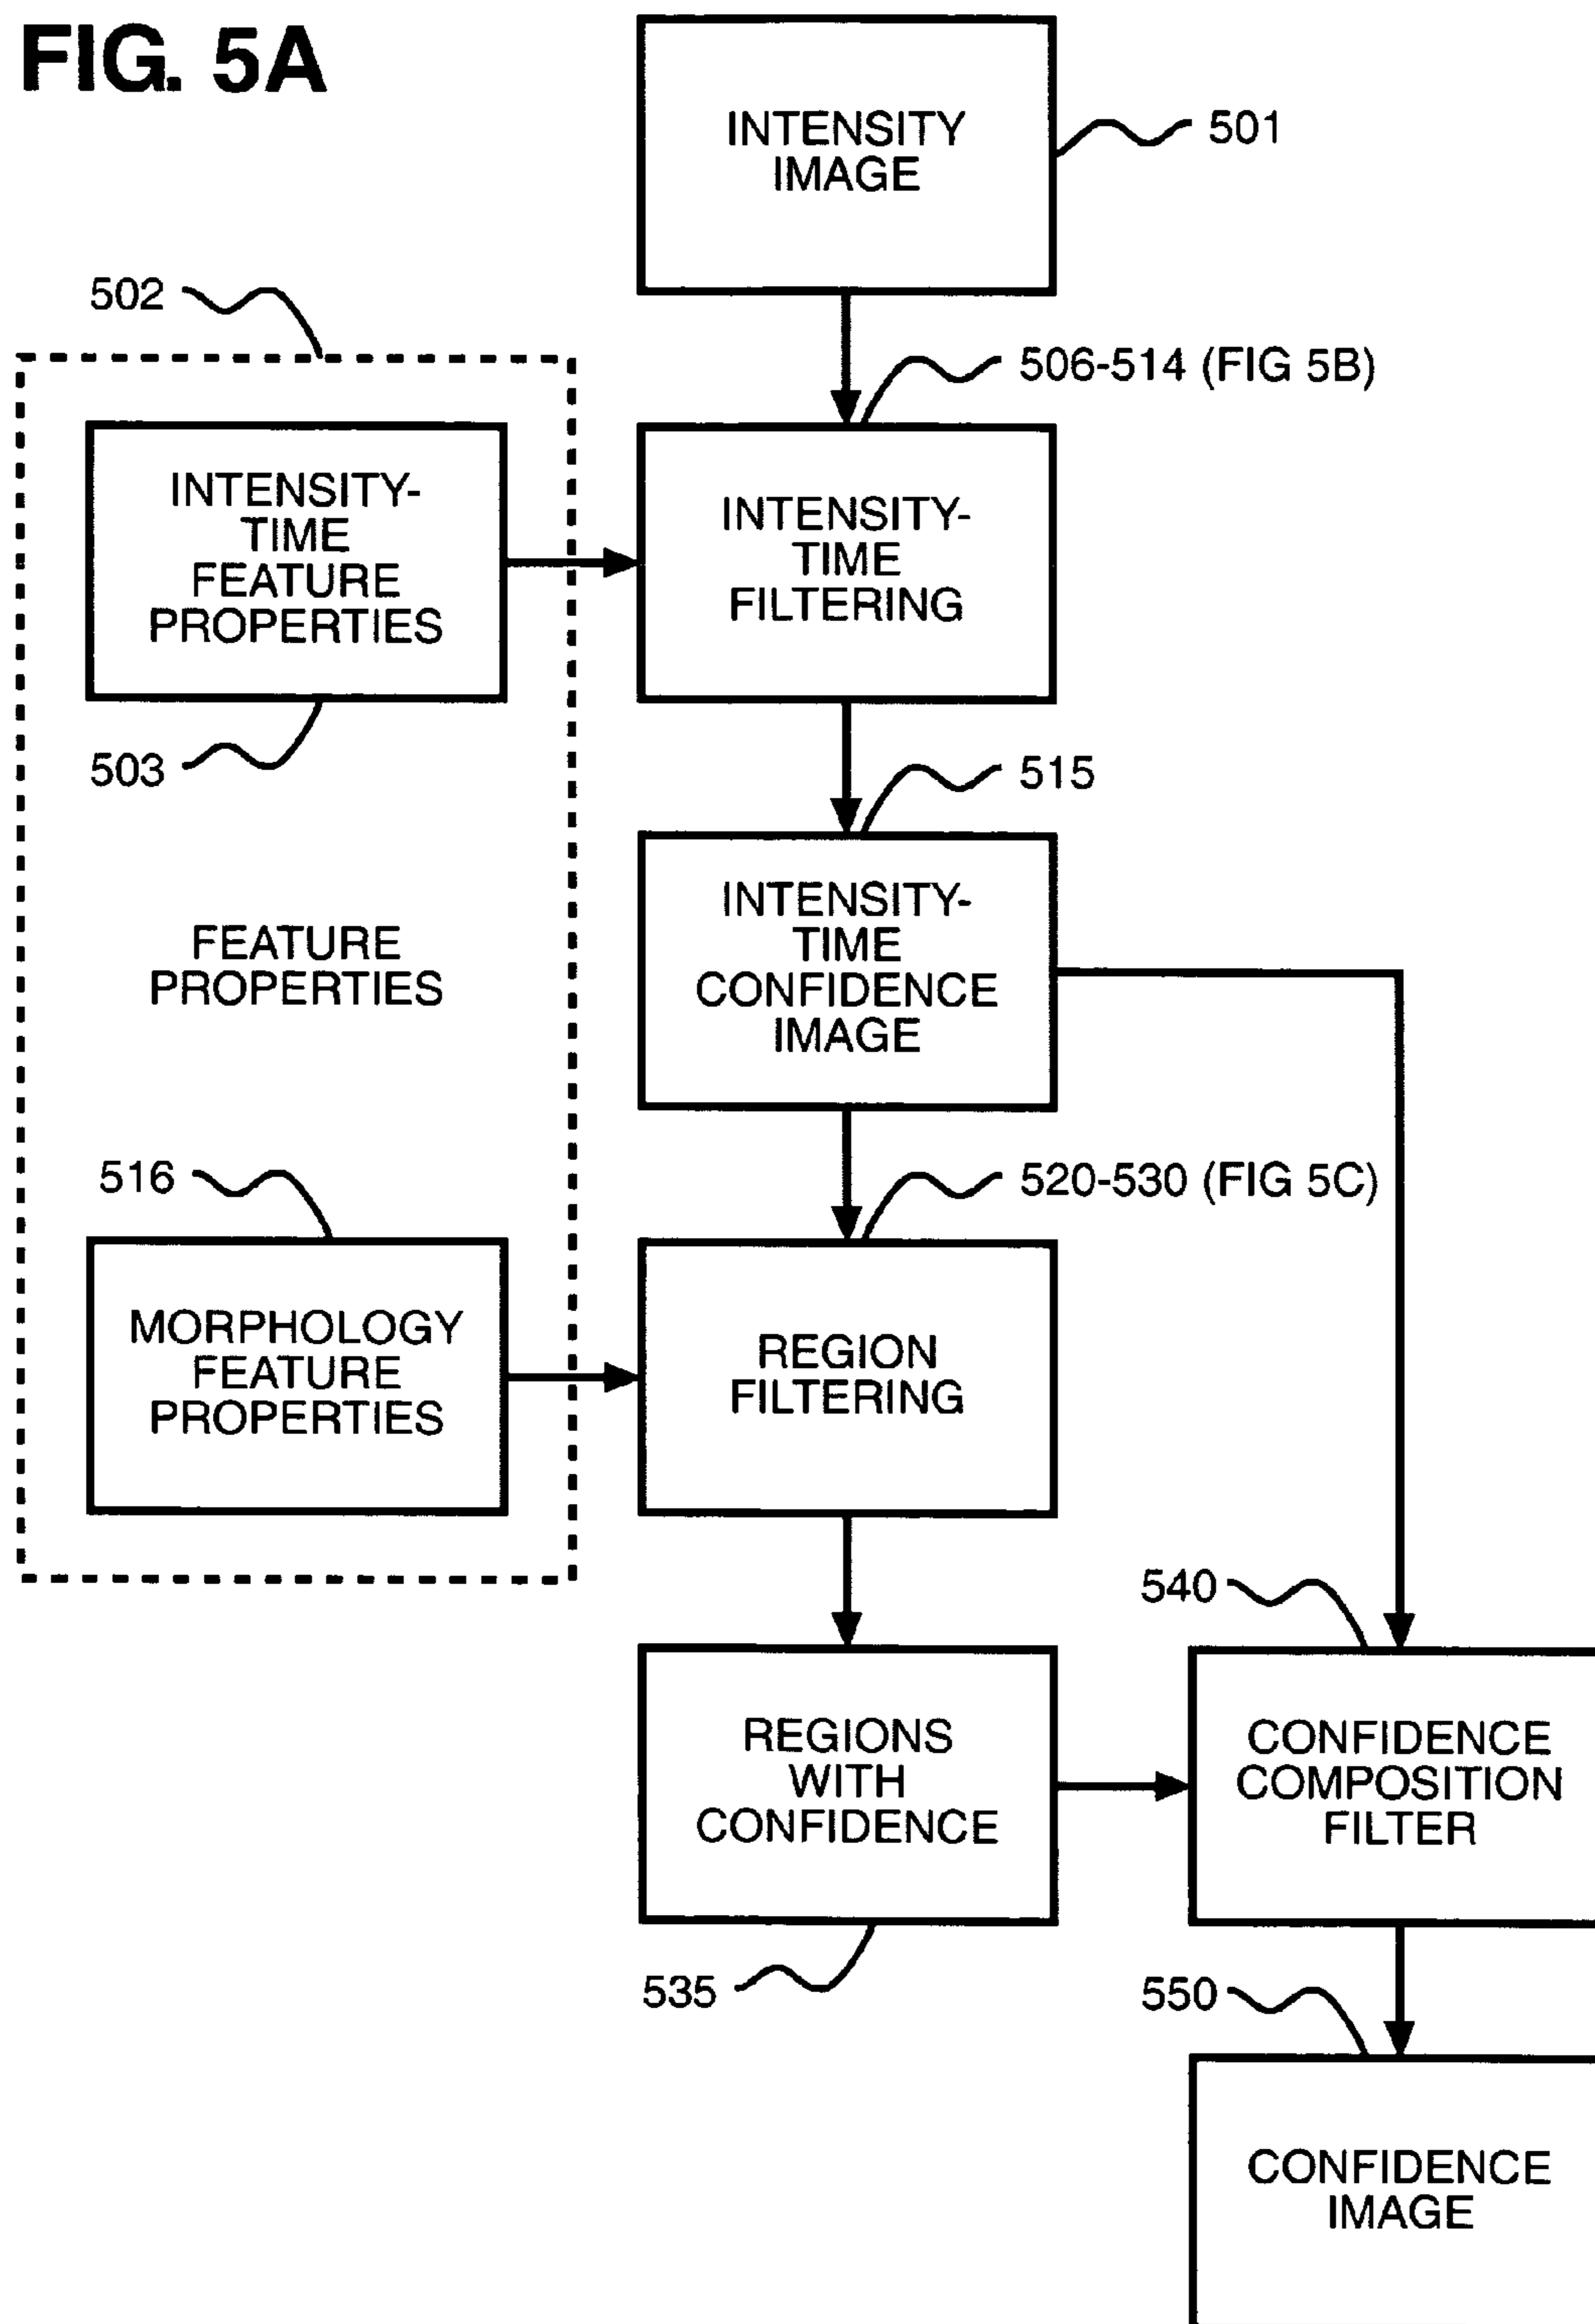 FIG. 5A
INTENSITY
IMAGE
501
502
506-514 (FIG 5B)
INTENSITY-
TIME
FEATURE
PROPERTIES
INTENSITY-
TIME
FILTERING
503
515
INTENSITY-
TIME
CONFIDENCE
IMAGE
FEATURE
PROPERTIES
516
520-530 (FIG 5C)
MORPHOLOGY
FEATURE
PROPERTIES
REGION
FILTERING
540
REGIONS
WITH
CONFIDENCE
CONFIDENCE
COMPOSITION
FILTER
535
550
CONFIDENCE
IMAGE